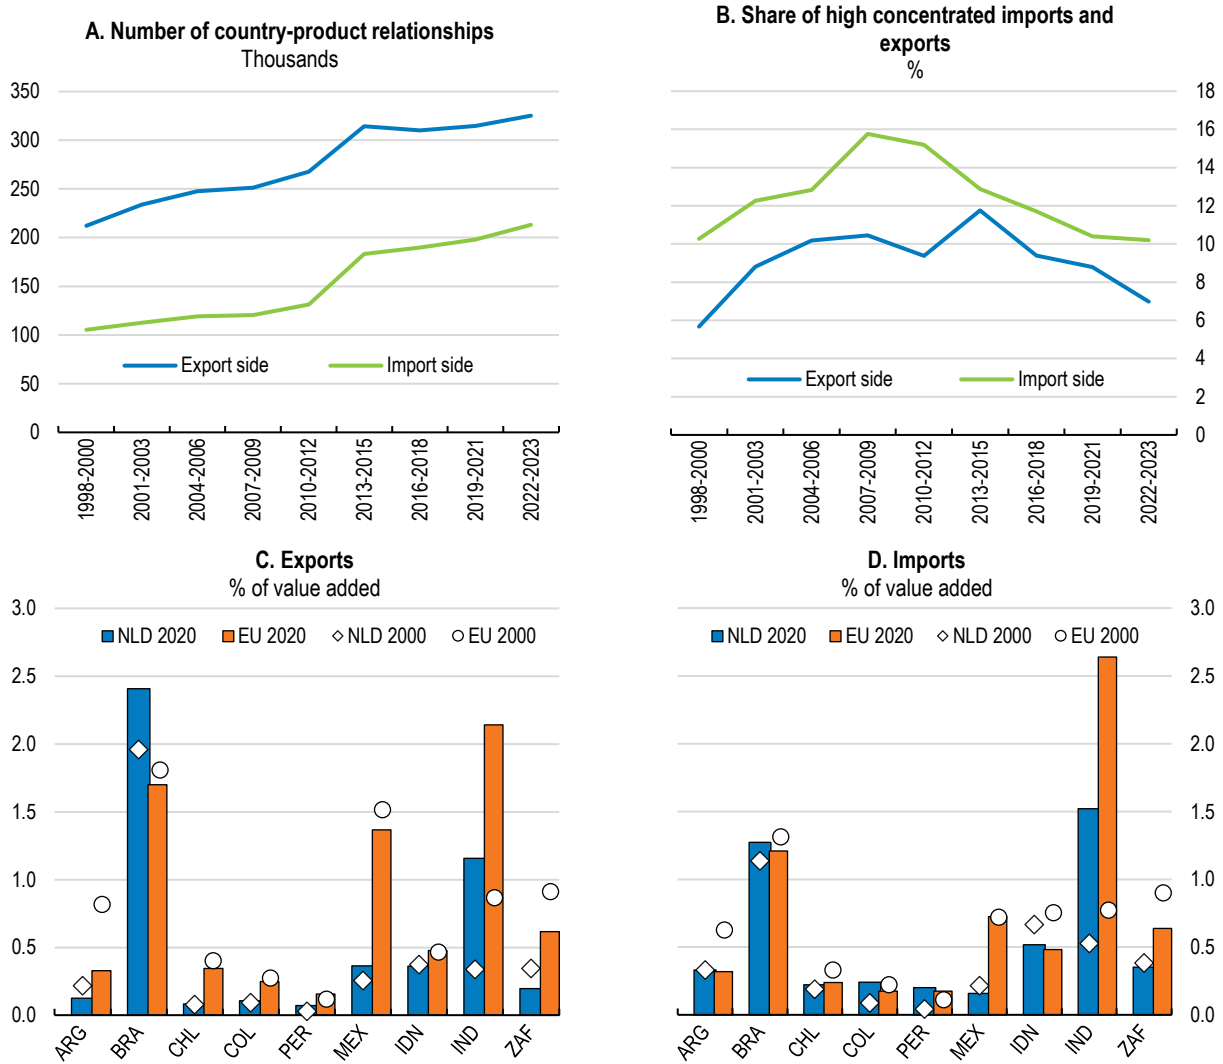 A. Number of country-product relationships
Thousands
350
300
250
200
150
100
50
0
Export side
Import side
1998-2000
2001-2003
2004-2006
2007-2009
2010-2012
2013-2015
2016-2018
2019-2021
2022-2023
B. Share of high concentrated imports and
exports
%
18
16
14
12
10
8
6
4
2
0
Export side
Import side
1998-2000
2001-2003
2004-2006
2007-2009
2010-2012
2013-2015
2016-2018
2019-2021
2022-2023
C. Exports
% of value added
3.0
2.5
2.0
1.5
1.0
0.5
0.0
NLD 2020
EU 2020
NLD 2000
EU 2000
ARG
BRA
CHL
COL
PER
MEX
IDN
IND
ZAF
D. Imports
% of value added
3.0
2.5
2.0
1.5
1.0
0.5
0.0
NLD 2020
EU 2020
NLD 2000
EU 2000
ARG
BRA
CHL
COL
PER
MEX
IDN
IND
ZAF